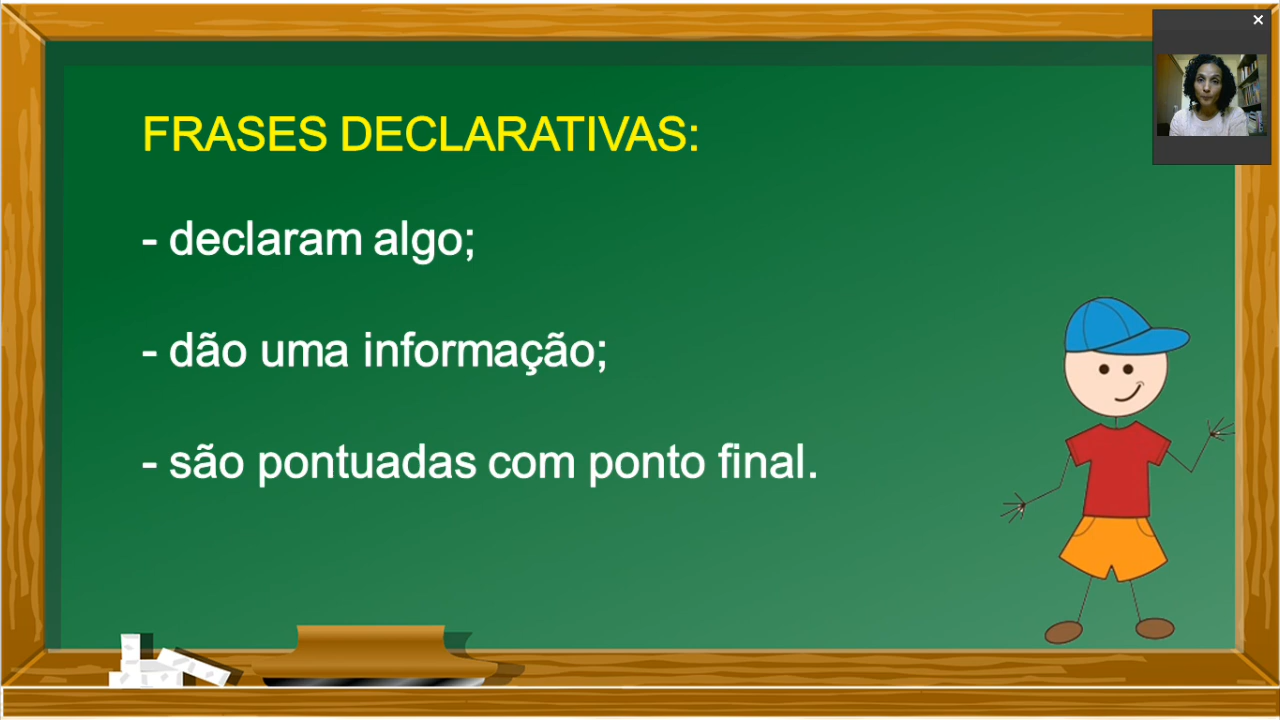 FRASES DECLARATIVAS:
- declaram algo;
- dão uma informação;
- são pontuadas com ponto final.